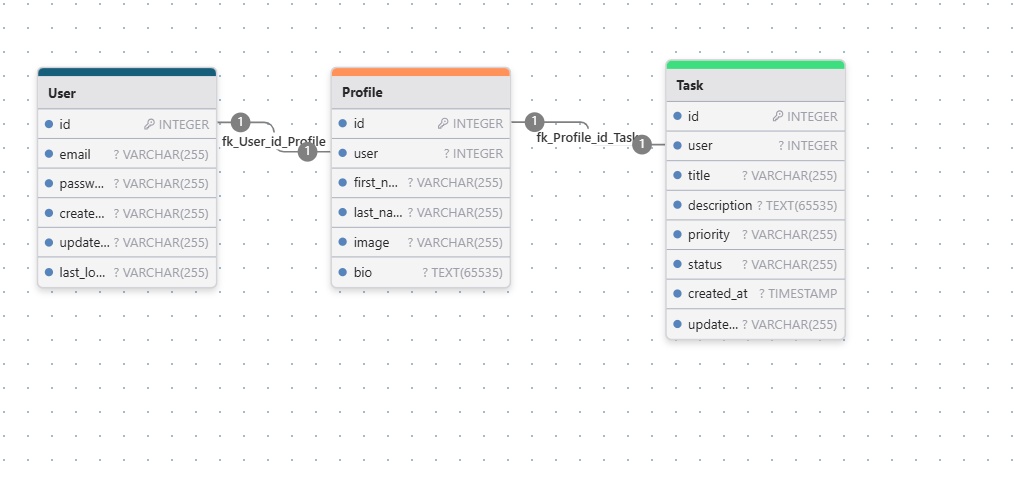 User
id INTEGER
email ? VARCHAR(255)
passw... ? VARCHAR(255)
create... ? VARCHAR(255)
update... ? VARCHAR(255)
last_lo... ? VARCHAR(255)
1
fk_User_id_Profile
1
Profile
id INTEGER
user ? INTEGER
first_n... ? VARCHAR(255)
last_na... ? VARCHAR(255)
image ? VARCHAR(255)
bio ? TEXT(65535)
1
fk_Profile_id_Task
1
Task
id INTEGER
user ? INTEGER
title ? VARCHAR(255)
description ? TEXT(65535)
priority ? VARCHAR(255)
status ? VARCHAR(255)
created_at ? TIMESTAMP
update... ? VARCHAR(255)